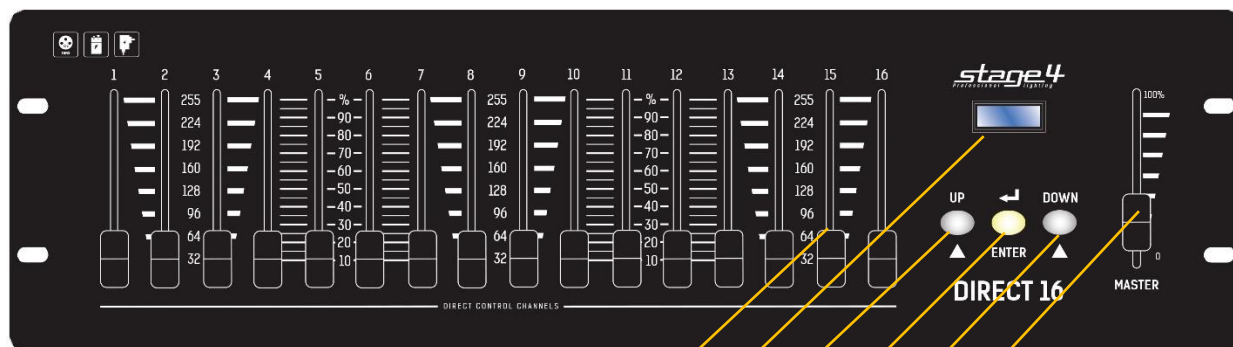 1 2 3 4 5 6 7 8 9 10 11 12 13 14 15 16
stage4
Professional lighting
255 % 255 % 255
224 90 224 90 224
80 80
192 70 192 70 192
160 60 160 60 160
128 50 128 50 128
40 40
96 30 96 30 96
64 20 64 20 64
32 10 32 10 32
DIRECT CONTROL CHANNELS
UP DOWN
ENTER
DIRECT 16
100%
0
MASTER